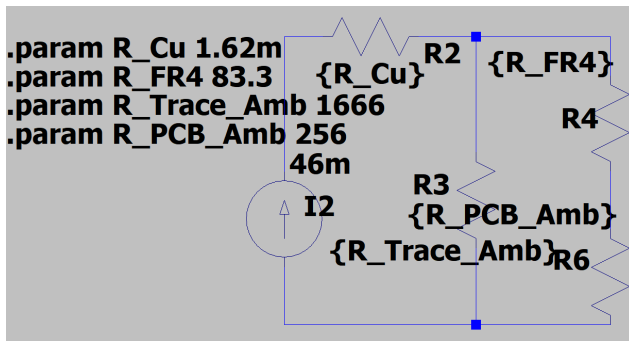 .param R_Cu 1.62m
.param R_FR4 83.3
.param R_Trace_Amb 1666
.param R_PCB_Amb 256
R2
{R_Cu}
{R_FR4}
R4
46m
I2
R3
{R_PCB_Amb}
{R_Trace_Amb}
R6